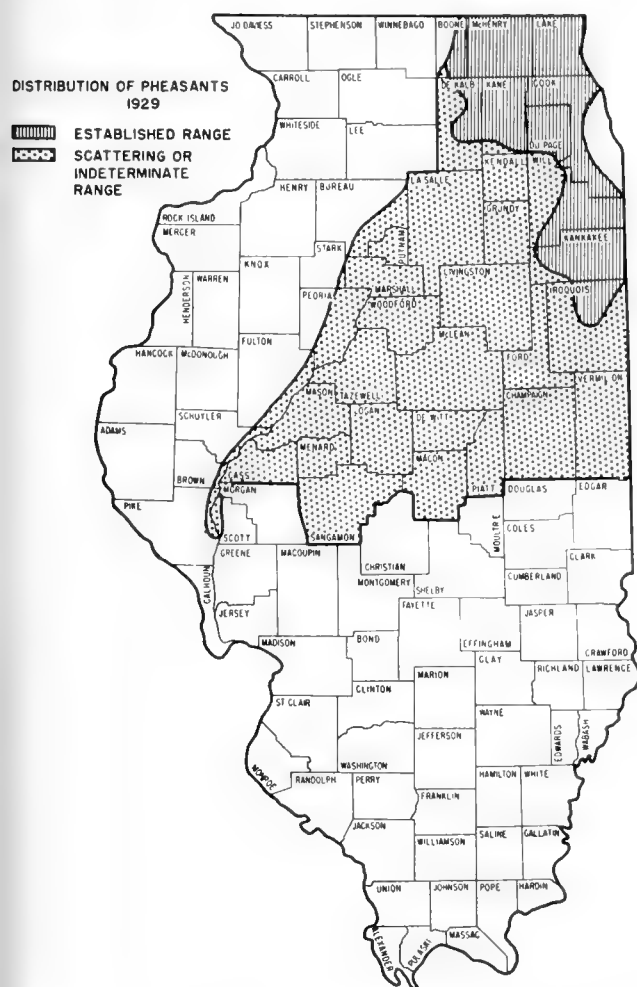 DISTRIBUTION OF PHEASANTS
1929
ESTABLISHED RANGE
SCATTERING OR
INDETERMINATE
RANGE
JO DAVIESS
STEPHENSON
WINNEBAGO
BOONE
McHENRY
LAKE
CARROLL
OGLE
DE KALB
KANE
COOK
WHITESIDE
LEE
DU PAGE
KENDALL
WILL
LA SALLE
HENRY
BUREAU
GRUNDY
ROCK ISLAND
MERCER
PUTNAM
KANKAKEE
STARK
KNOX
HENDERSON
WARREN
PEORIA
MARSHALL
LIVINGSTON
IROQUOIS
WOODFORD
FULTON
McLEAN
HANCOCK
McDONOUGH
FORD
VERMILON
MASON
TAZEWELL
CHAMPAIGN
LOGAN
DE WITT
SCHUYLER
ADAMS
MENARD
MACON
CASS
BROWN
MORGAN
PIATT
DOUGLAS
EDGAR
PIKE
SCOTT
SANGAMON
MOULTRIE
COLES
GREENE
MACOUPIN
CHRISTIAN
CLARK
MONTGOMERY
SHELBY
CUMBERLAND
CALHOUN
FAYETTE
JASPER
JERSEY
BOND
EFFINGHAM
CRAWFORD
MADISON
CLAY
RICHLAND
LAWRENCE
MARION
CLINTON
ST CLAIR
WAYNE
EDWARDS
WABASH
JEFFERSON
WASHINGTON
MONROE
RANDOLPH
PERRY
HAMILTON
WHITE
FRANKLIN
JACKSON
WILLIAMSON
SALINE
GALLATIN
UNION
JOHNSON
POPE
HARDIN
ALEXANDER
PULASKI
MASSAC